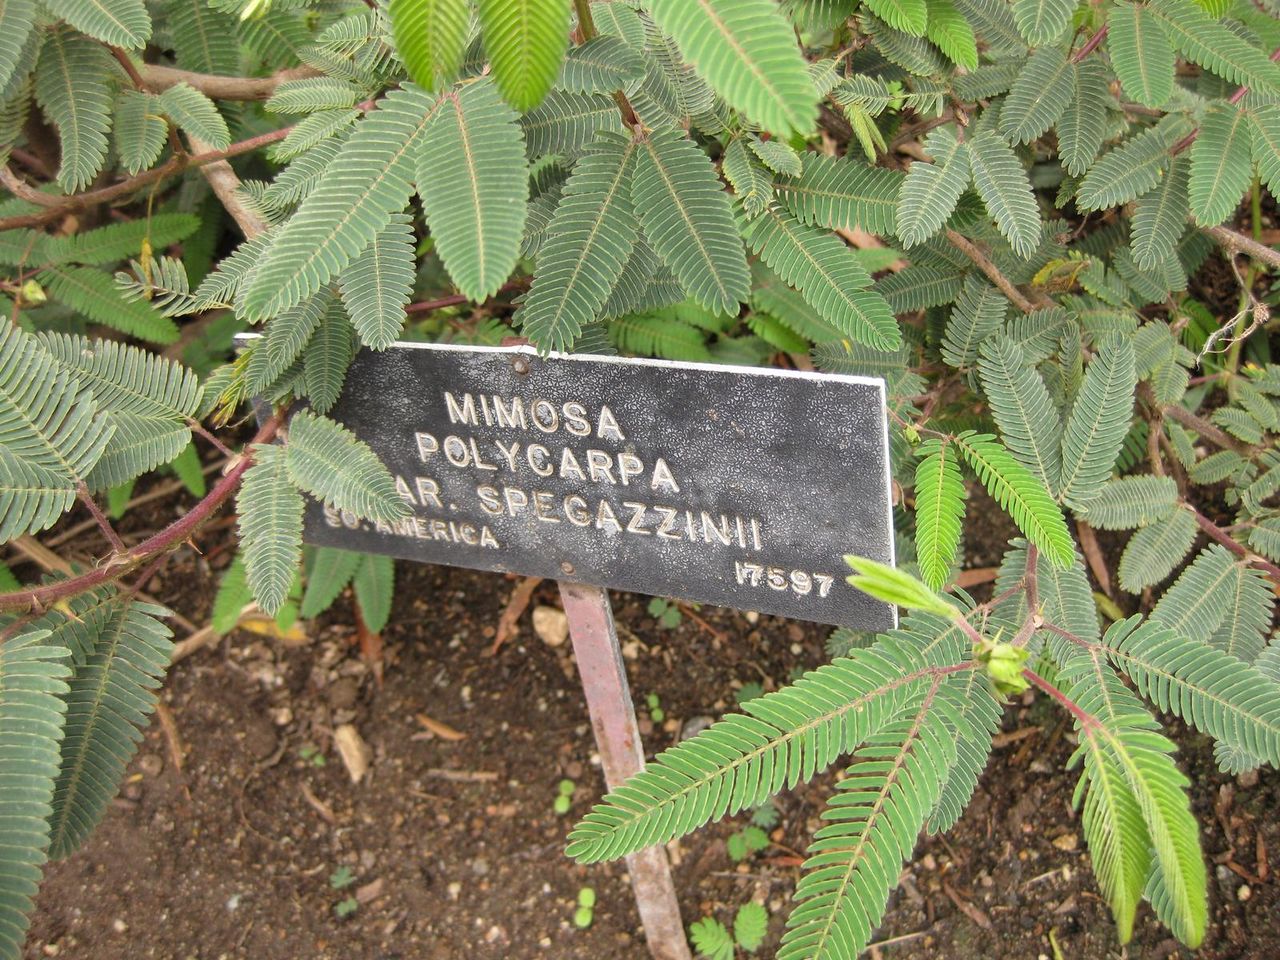 MIMOSA
POLYCARPA
AR. SPEGAZZINII
SO. AMERICA
17597